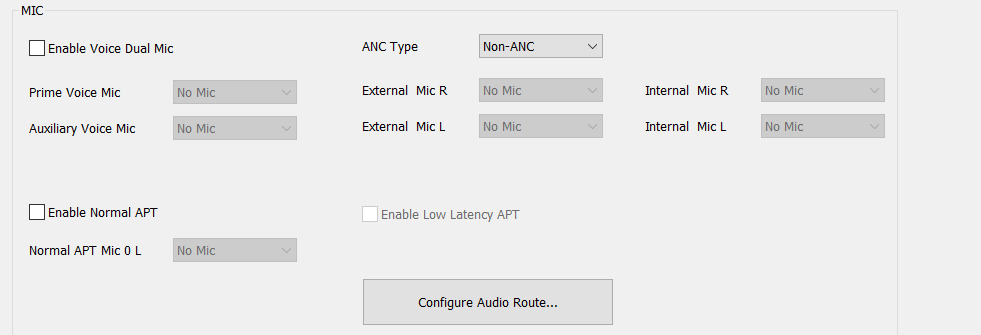 MIC
Enable Voice Dual Mic
ANC Type Non-ANC
Prime Voice Mic No Mic External Mic R No Mic Internal Mic R No Mic
Auxiliary Voice Mic No Mic External Mic L No Mic Internal Mic L No Mic
Enable Normal APT Enable Low Latency APT
Normal APT Mic 0 L No Mic
Configure Audio Route...